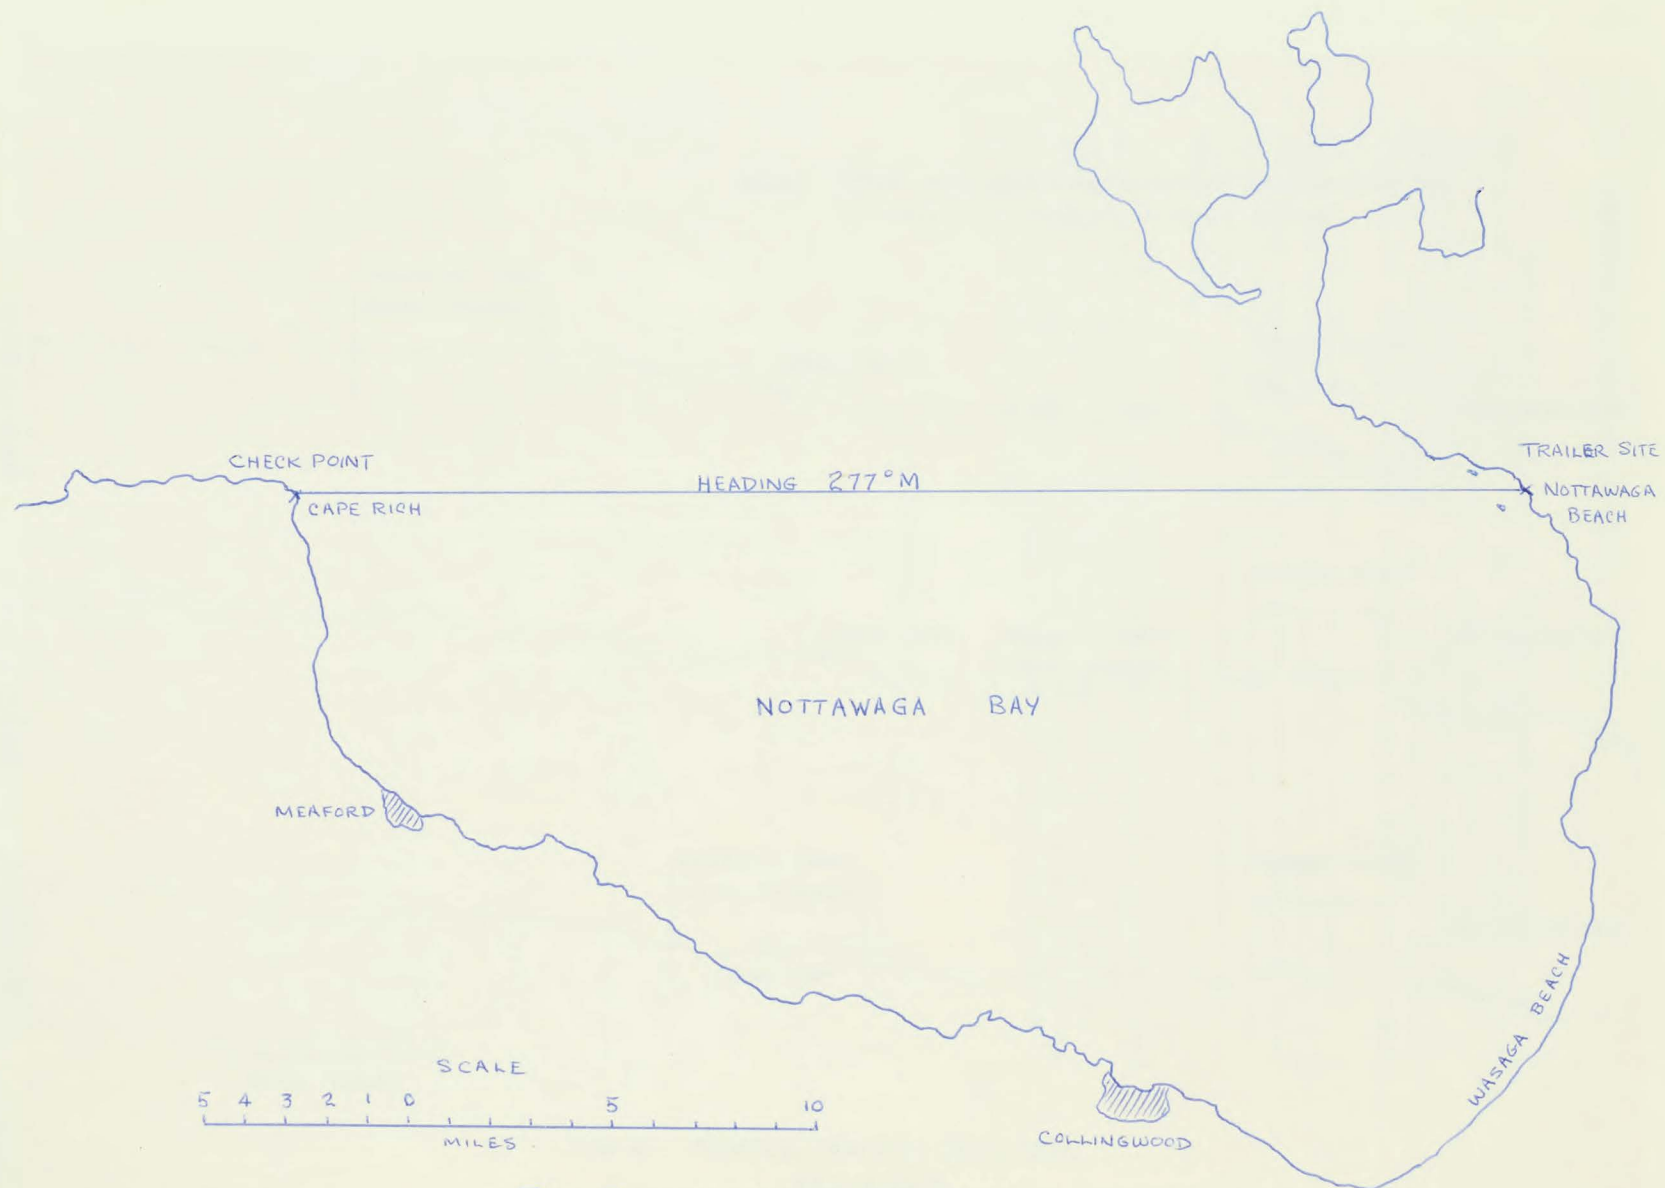 CHECK POINT
CAPE RICH
HEADING 277° M
TRAILER SITE
NOTTAWAGA
BEACH
NOTTAWAGA BAY
MEAFORD
WASAGA BEACH
COLLINGWOOD
SCALE
5 4 3 2 1 0 5 10
MILES